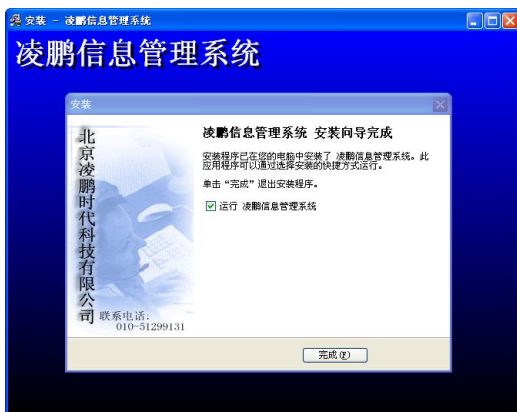 安装 - 凌鹏信息管理系统
凌鹏信息管理系统
安装
北京凌鹏时代科技有限公司
联系电话:
010-51299131
凌鹏信息管理系统 安装向导完成
安装程序已在您的电脑中安装了 凌鹏信息管理系统。此
应用程序可以通过选择安装的快捷方式运行。
单击“完成”退出安装程序。
运行 凌鹏信息管理系统
完成(F)